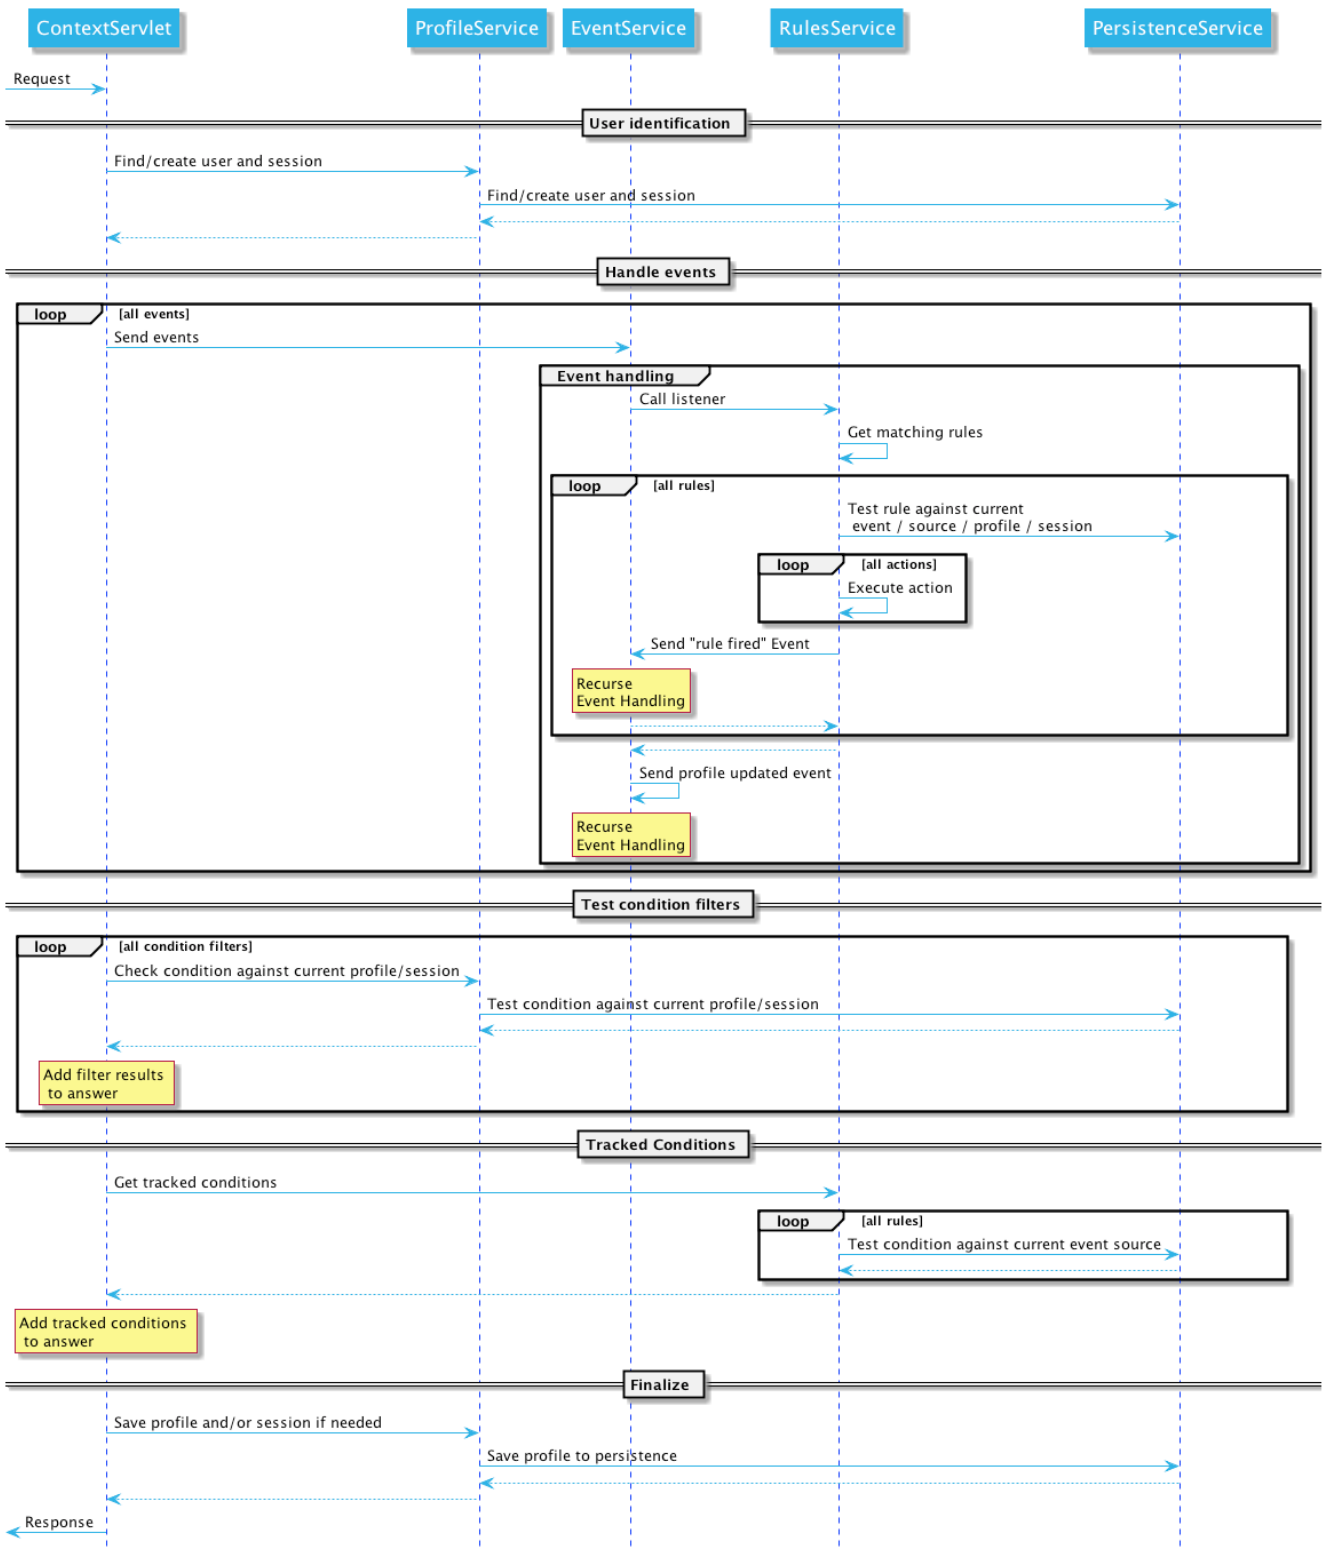 ContextServlet
ProfileService
EventService
RulesService
PersistenceService
Request
User identification
Find/create user and session
Find/create user and session
Handle events
loop
[all events]
Send events
Event handling
Call listener
Get matching rules
loop
[all rules]
Test rule against current
event / source / profile / session
loop
[all actions]
Execute action
Send "rule fired" Event
Recurse
Event Handling
Send profile updated event
Recurse
Event Handling
Test condition filters
loop
[all condition filters]
Check condition against current profile/session
Test condition against current profile/session
Add filter results
to answer
Tracked Conditions
Get tracked conditions
loop
[all rules]
Test condition against current event source
Add tracked conditions
to answer
Finalize
Save profile and/or session if needed
Save profile to persistence
Response